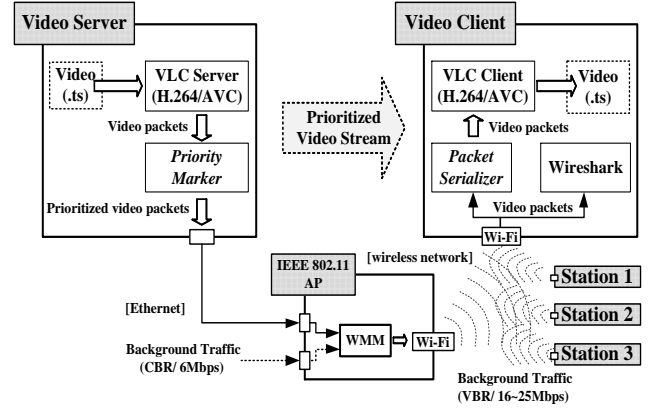 Video Server
Video
(.ts)
VLC Server
(H.264/AVC)
Video packets
Priority
Marker
Prioritized video packets
Prioritized
Video Stream
Video Client
VLC Client
(H.264/AVC)
Video
(.ts)
Video packets
Packet
Serializer
Wireshark
Video packets
Wi-Fi
[wireless network]
IEEE 802.11
AP
[Ethernet]
WMM
Wi-Fi
Background Traffic
(CBR/ 6Mbps)
Station 1
Station 2
Station 3
Background Traffic
(VBR/ 16~25Mbps)